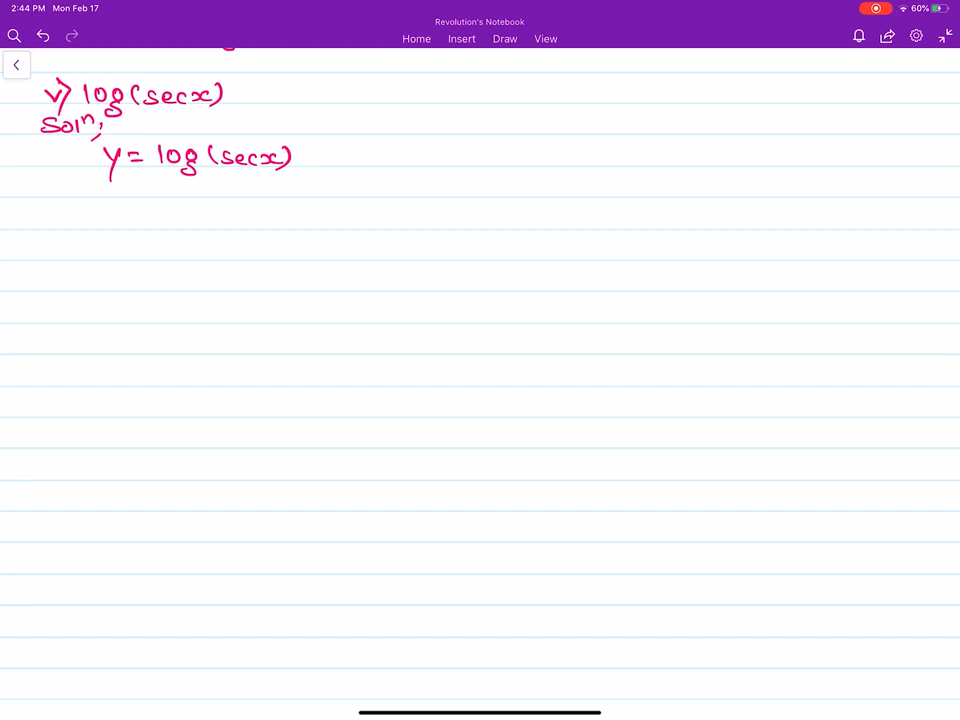 2:44 PM Mon Feb 17
60%
Revolution's Notebook
Home Insert Draw View
v) log(secx)
Solⁿ,
y = log(secx)